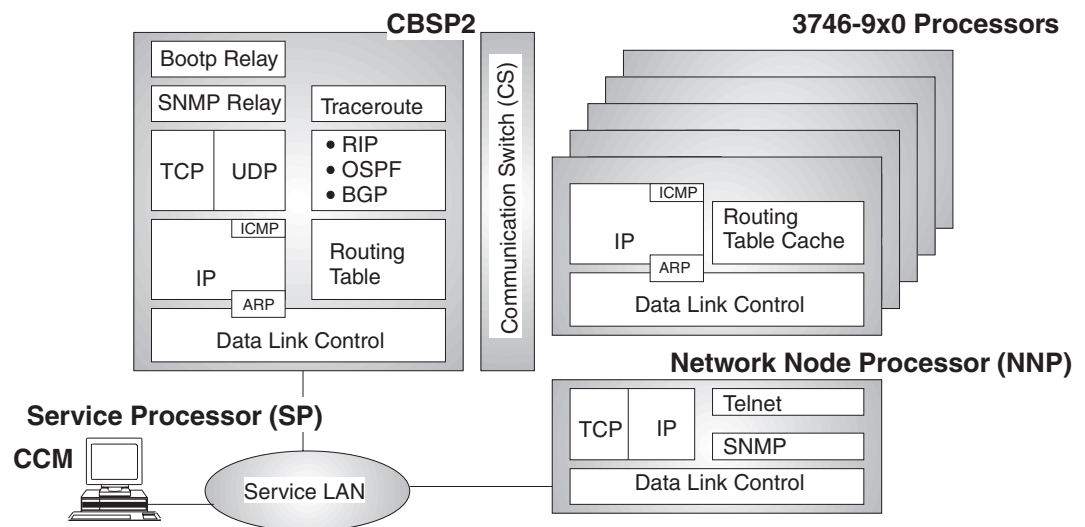 CBSP2
Bootp Relay
SNMP Relay
Traceroute
TCP
UDP
• RIP
• OSPF
• BGP
ICMP
IP
ARP
Routing
Table
Data Link Control
Communication Switch (CS)
3746-9x0 Processors
ICMP
IP
ARP
Routing
Table Cache
Data Link Control
Network Node Processor (NNP)
TCP
IP
Telnet
SNMP
Data Link Control
Service Processor (SP)
CCM
Service LAN